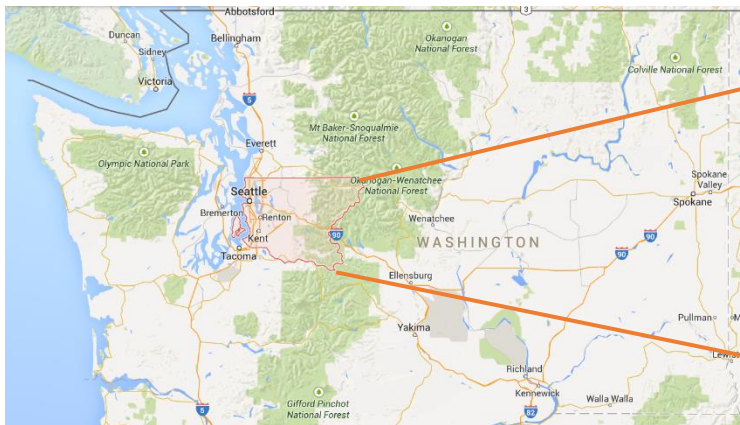 Abbotsford
3
Duncan
Sidney
Bellingham
Okanogan
National Forest
Victoria
Colville National Forest
5
Mt Baker-Snoqualmie
National Forest
Everett
Olympic National Park
Okanogan-Wenatchee
National Forest
Spokane
Valley
Spokane
Seattle
Bremerton
Renton
Wenatchee
Kent
90
WASHINGTON
90
90
Tacoma
Ellensburg
Pullman
M
Yakima
Lewis
Richland
Kennewick
Gifford Pinchot
National Forest
5
82
Walla Walla